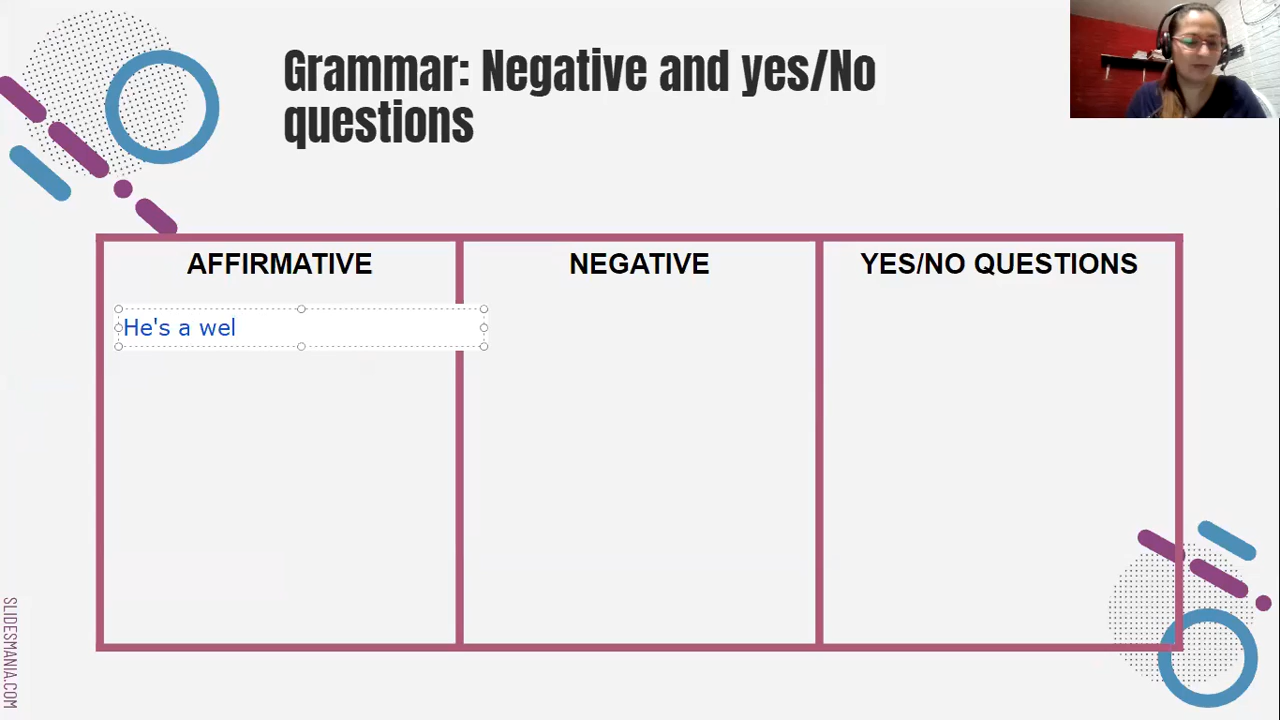 Grammar: Negative and yes/No
questions
AFFIRMATIVE
NEGATIVE
YES/NO QUESTIONS
He's a wel
SLIDESMANIA.COM